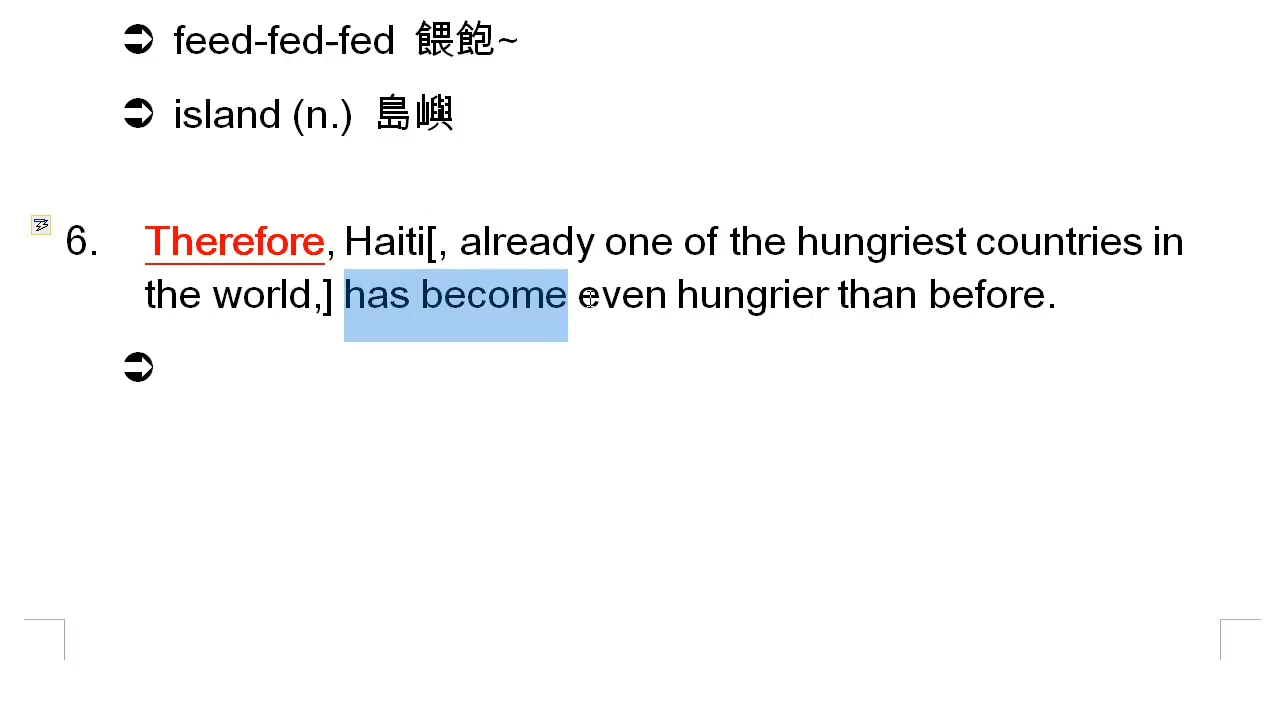 ➲ feed-fed-fed 餵飽~
➲ island (n.) 島嶼
6. Therefore, Haiti[, already one of the hungriest countries in
the world,] has become even hungrier than before.
➲